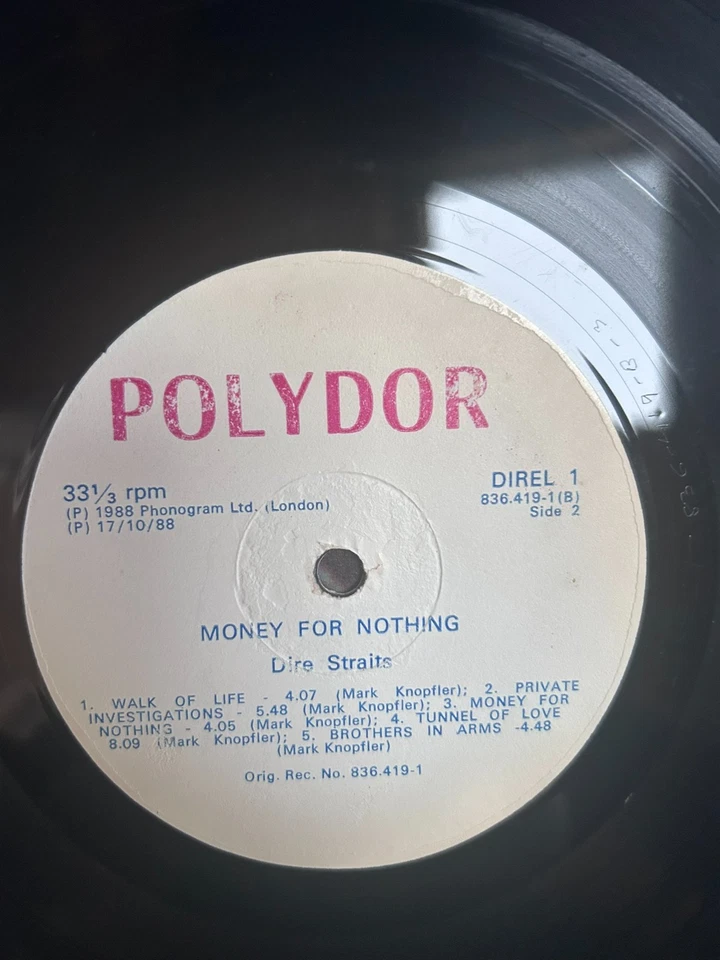 POLYDOR
33⅓ rpm
(P) 1988 Phonogram Ltd. (London)
(P) 17/10/88
DIREL 1
836.419-1(B)
Side 2
MONEY FOR NOTHING
Dire Straits
1. WALK OF LIFE - 4.07 (Mark Knopfler); 2. PRIVATE
INVESTIGATIONS - 5.48 (Mark Knopfler); 3. MONEY FOR
NOTHING - 4.05 (Mark Knopfler); 4. TUNNEL OF LOVE
8.09 (Mark Knopfler); 5. BROTHERS IN ARMS -4.48
(Mark Knopfler)
Orig. Rec. No. 836.419-1